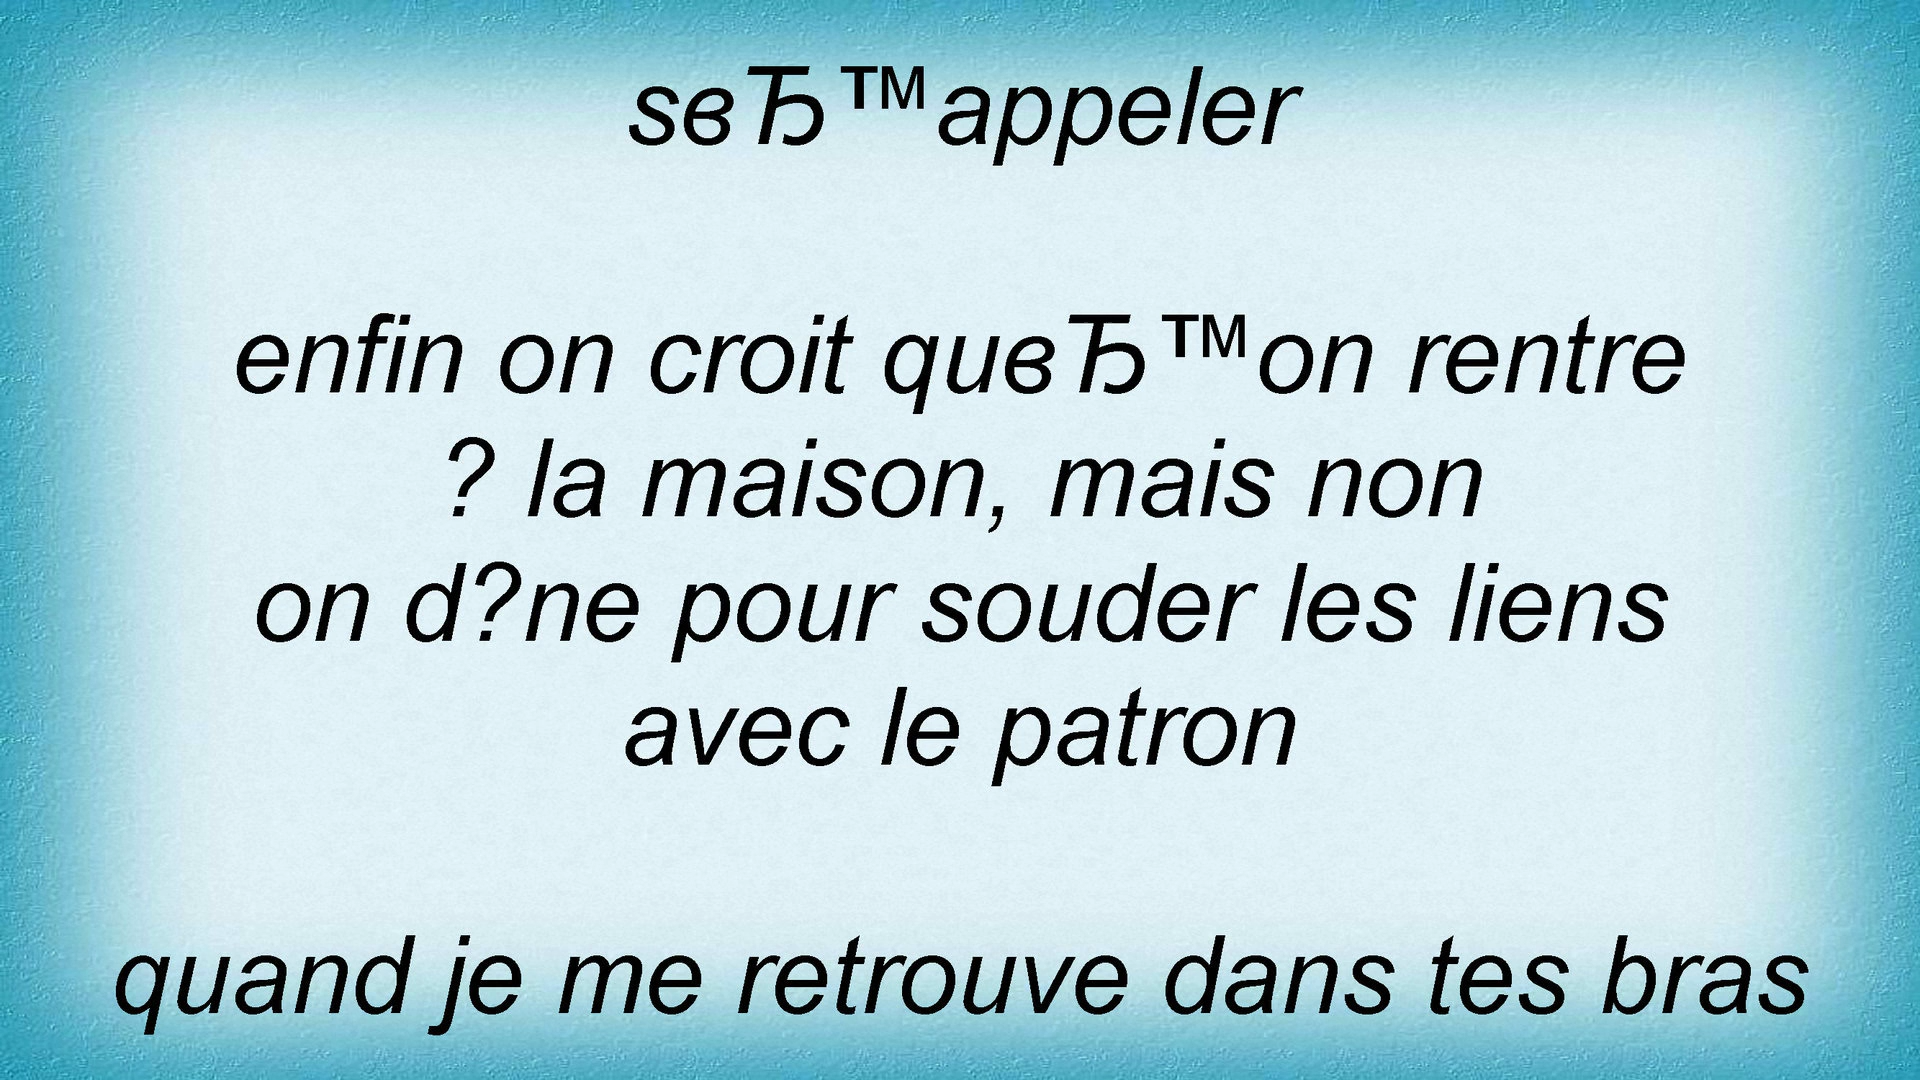 sвЂ™appeler
enfin on croit queвЂ™on rentre
? la maison, mais non
on d?ne pour souder les liens
avec le patron
quand je me retrouve dans tes bras